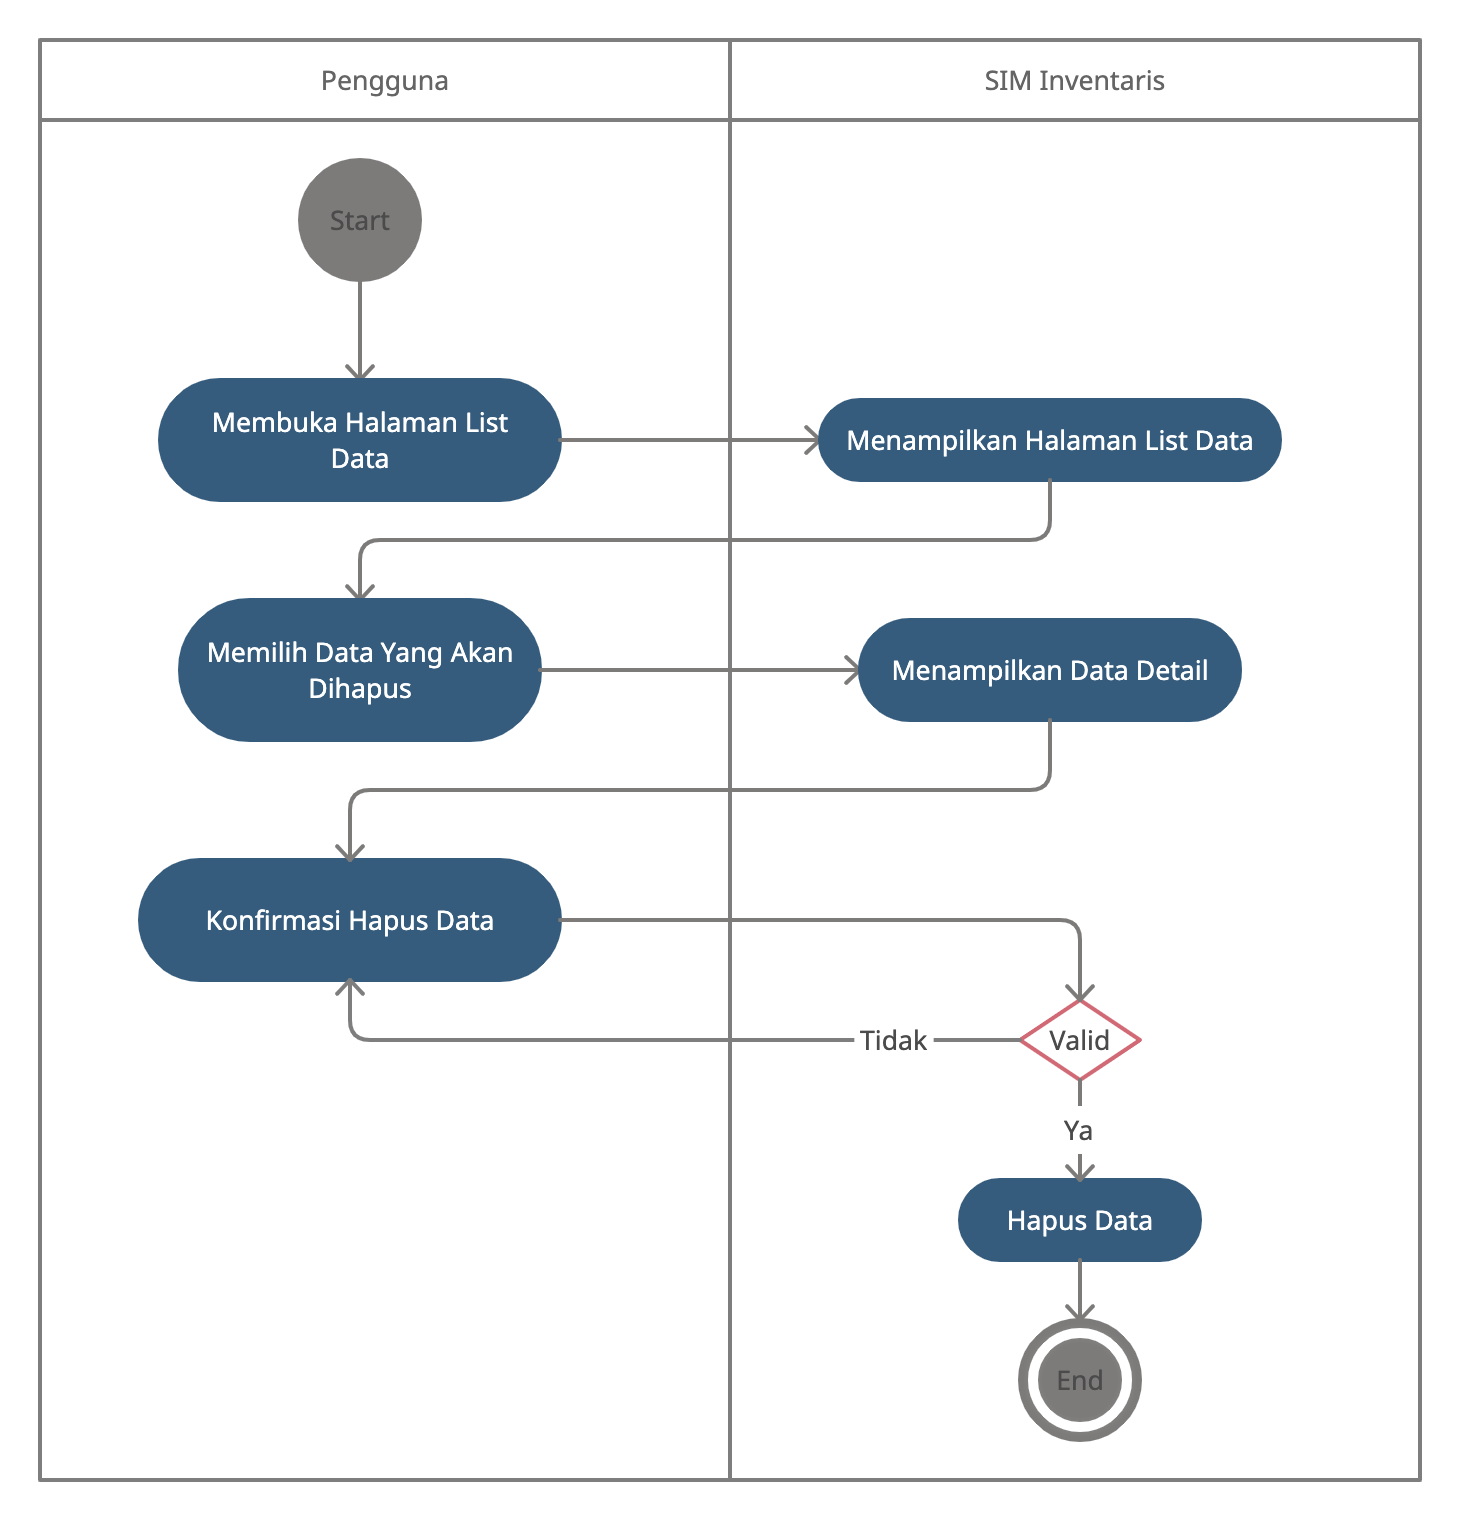 Pengguna
SIM Inventaris
Start
Membuka Halaman List
Data
Menampilkan Halaman List Data
Memilih Data Yang Akan
Dihapus
Menampilkan Data Detail
Konfirmasi Hapus Data
Valid
Tidak
Ya
Hapus Data
End